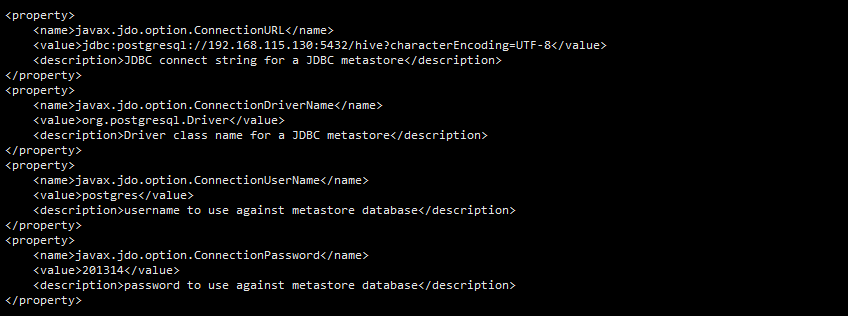 <property>
<name>javax.jdo.option.ConnectionURL</name>
<value>jdbc:postgresql://192.168.115.130:5432/hive?characterEncoding=UTF-8</value>
<description>JDBC connect string for a JDBC metastore</description>
</property>
<property>
<name>javax.jdo.option.ConnectionDriverName</name>
<value>org.postgresql.Driver</value>
<description>Driver class name for a JDBC metastore</description>
</property>
<property>
<name>javax.jdo.option.ConnectionUserName</name>
<value>postgres</value>
<description>username to use against metastore database</description>
</property>
<property>
<name>javax.jdo.option.ConnectionPassword</name>
<value>201314</value>
<description>password to use against metastore database</description>
</property>